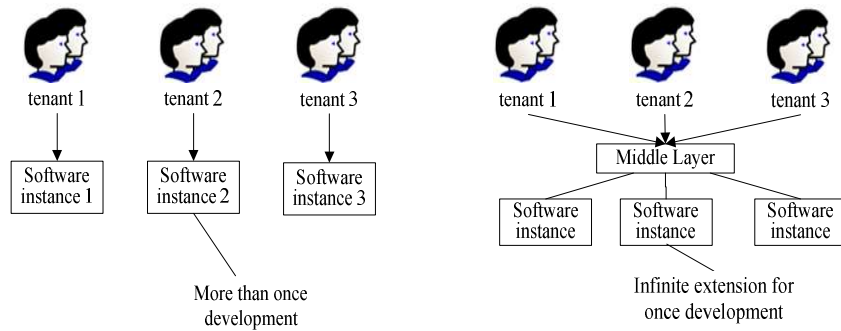 tenant 1
tenant 2
tenant 3
Software
instance 1
Software
instance 2
Software
instance 3
More than once
development
tenant 1
tenant 2
tenant 3
Middle Layer
Software
instance
Software
instance
Software
instance
Infinite extension for
once development